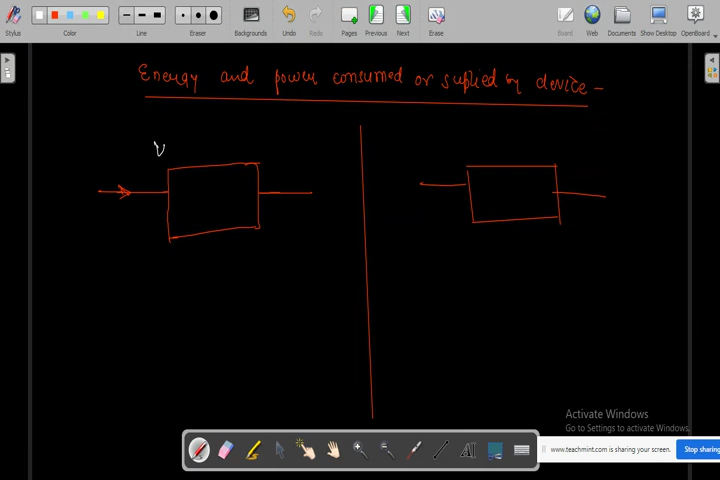 Stylus Color Line Eraser Backgrounds Undo Redo Pages Previous Next Erase Board Web Documents Show Desktop OpenBoard
Energy and power consumed or suplied by device -
V
Activate Windows
Go to Settings to activate Windows.
www.teachmint.com is sharing your screen. Stop sharing